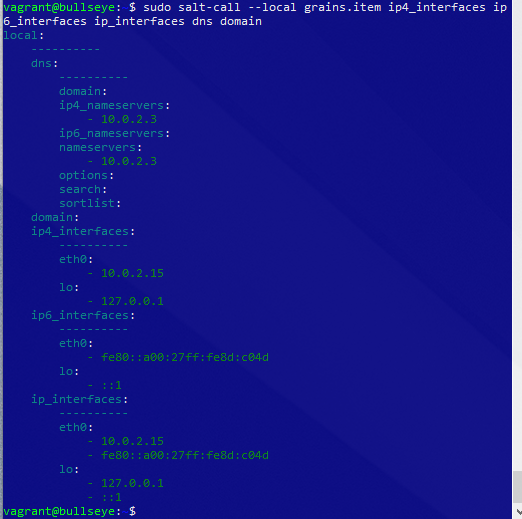 vagrant@bullseye: $ sudo salt-call --local grains.item ip4_interfaces ip
6_interfaces ip_interfaces dns domain
local:
    ----------
    dns:
        ----------
        domain:
        ip4_nameservers:
            - 10.0.2.3
        ip6_nameservers:
        nameservers:
            - 10.0.2.3
        options:
        search:
        sortlist:
    domain:
    ip4_interfaces:
        ----------
        eth0:
            - 10.0.2.15
        lo:
            - 127.0.0.1
    ip6_interfaces:
        ----------
        eth0:
            - fe80::a00:27ff:fe8d:c04d
        lo:
            - ::1
    ip_interfaces:
        ----------
        eth0:
            - 10.0.2.15
            - fe80::a00:27ff:fe8d:c04d
        lo:
            - 127.0.0.1
            - ::1
vagrant@bullseye: $